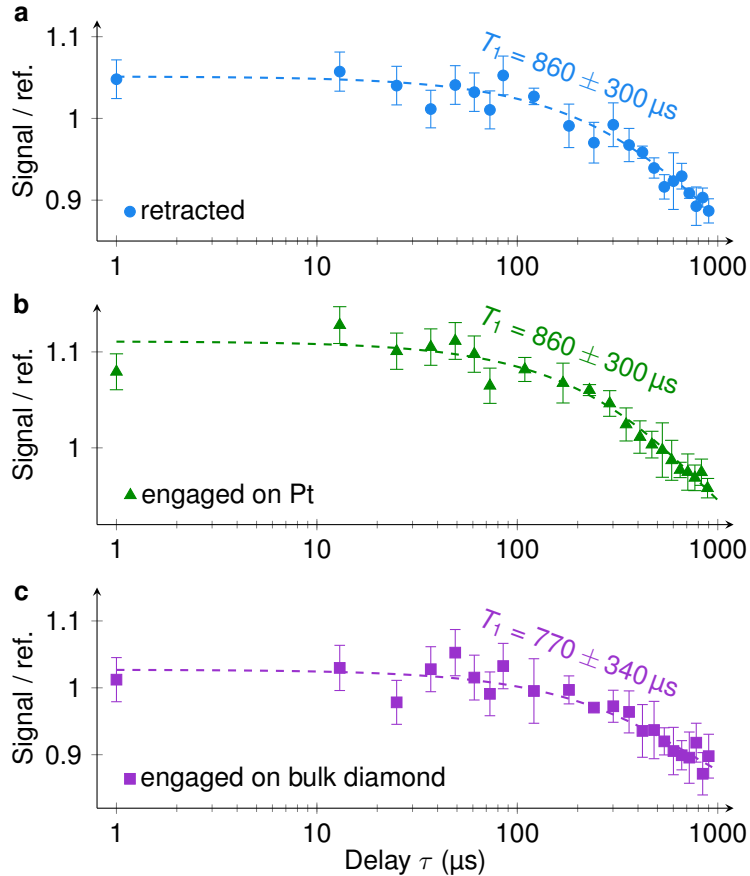 a
1.1
1
0.9
Signal / ref.
T₁ = 860 ± 300 µs
retracted
1
10
100
1000
b
1.1
1
Signal / ref.
T₁ = 860 ± 300 µs
engaged on Pt
1
10
100
1000
c
1.1
1
0.9
Signal / ref.
T₁ = 770 ± 340 µs
engaged on bulk diamond
1
10
100
1000
Delay τ (µs)